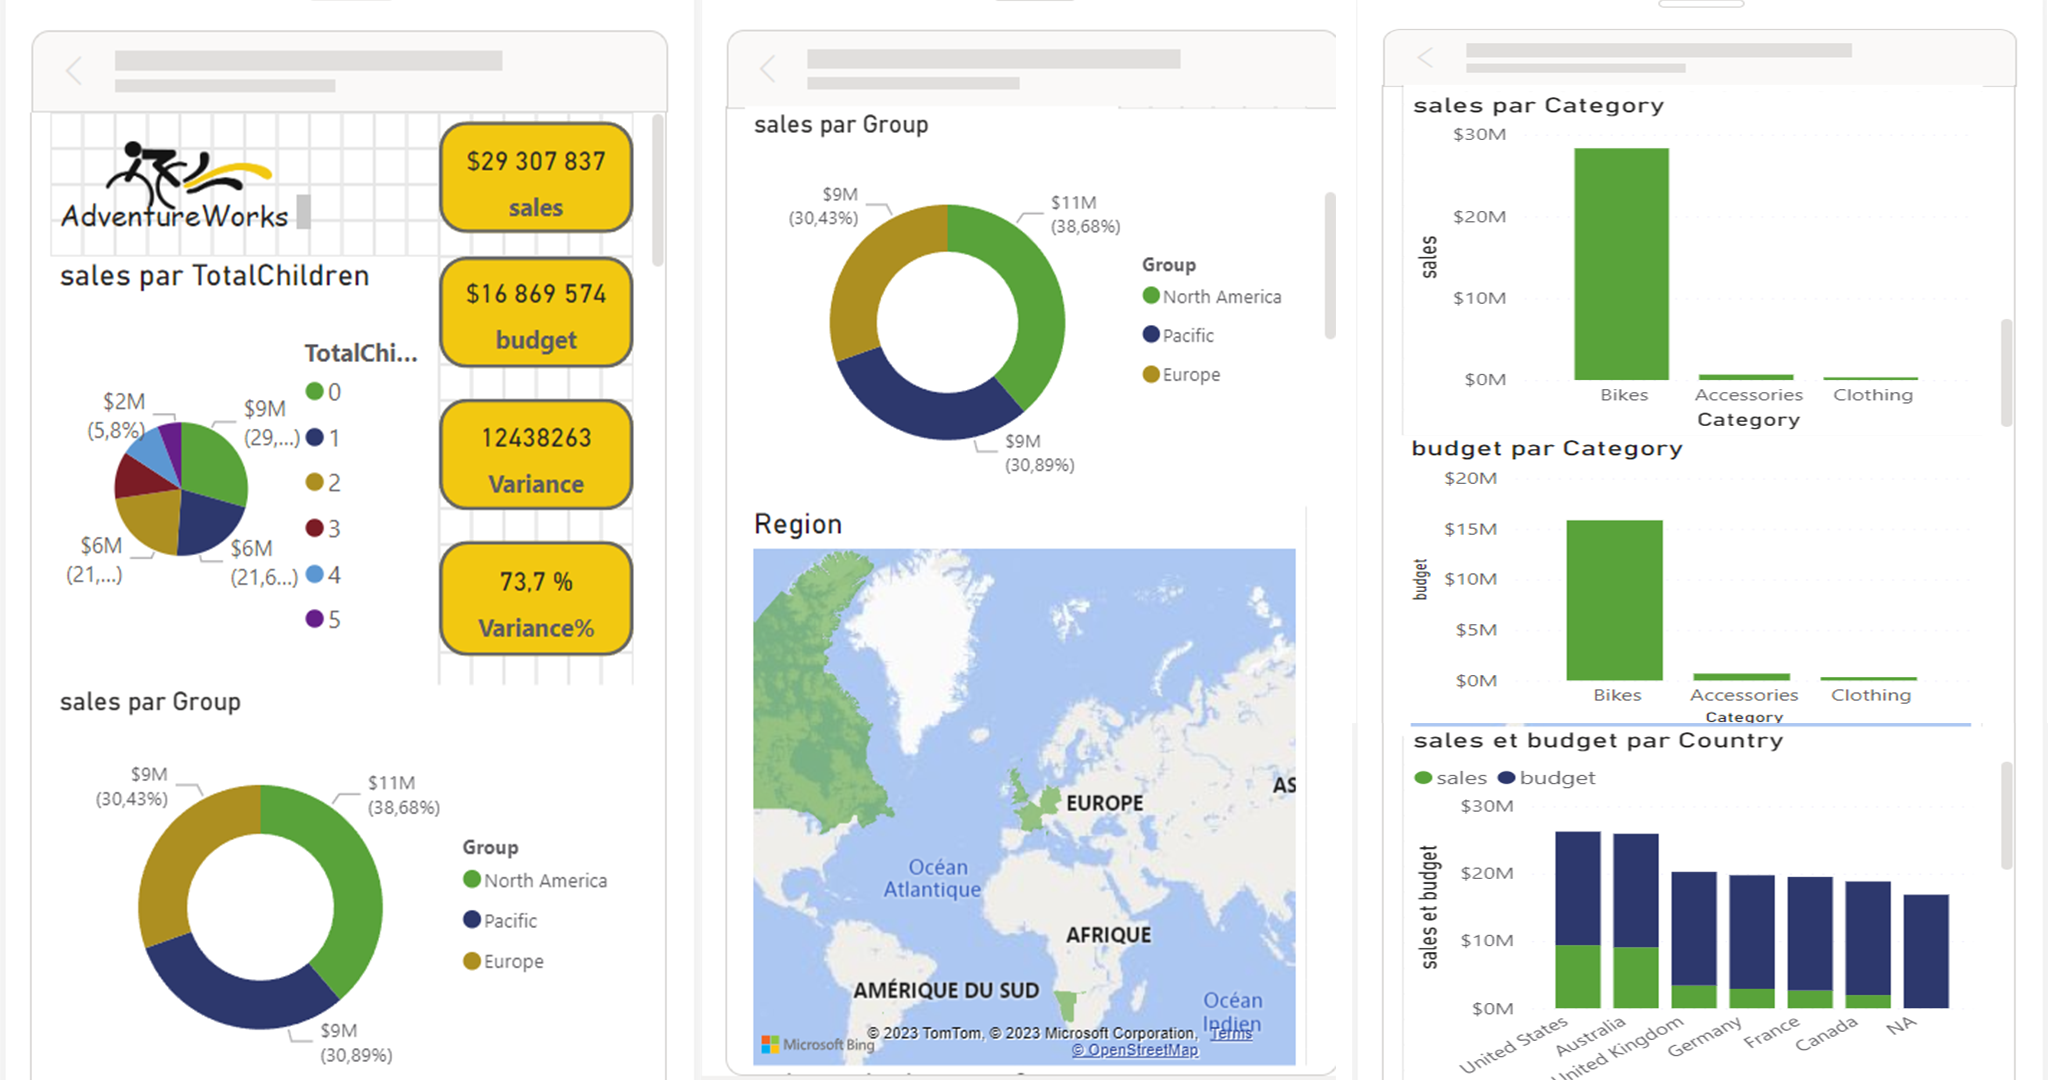 AdventureWorks
$29 307 837
sales
$16 869 574
budget
12438263
Variance
73,7 %
Variance%
sales par TotalChildren
TotalChi...
0
1
2
3
4
5
$2M
(5,8%)
$9M
(29,...)
$6M
(21,...)
$6M
(21,6...)
sales par Group
$9M
(30,43%)
$11M
(38,68%)
$9M
(30,89%)
Group
North America
Pacific
Europe
sales par Group
$9M
(30,43%)
$11M
(38,68%)
$9M
(30,89%)
Group
North America
Pacific
Europe
Region
EUROPE
AS
Océan
Atlantique
AFRIQUE
AMÉRIQUE DU SUD
Océan
Indien
© 2023 TomTom, © 2023 Microsoft Corporation, Terms
Microsoft Bing
© OpenStreetMap
sales par Category
$30M
$20M
$10M
$0M
sales
Bikes
Accessories
Clothing
Category
budget par Category
$20M
$15M
$10M
$5M
$0M
budget
Bikes
Accessories
Clothing
Category
sales et budget par Country
sales
budget
$30M
$20M
$10M
$0M
sales et budget
United States
Australia
United Kingdom
Germany
France
Canada
NA